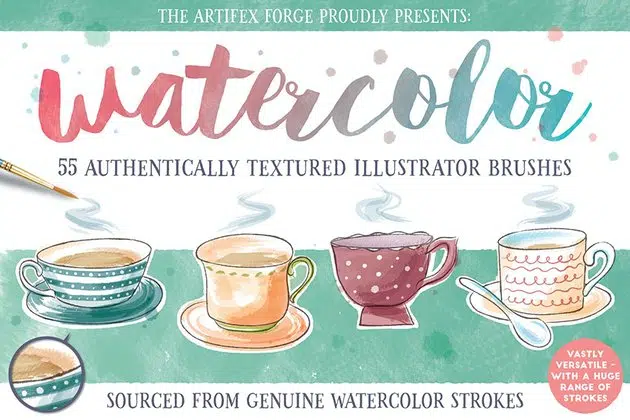 THE ARTIFEX FORGE PROUDLY PRESENTS:
watercolor
55 AUTHENTICALLY TEXTURED ILLUSTRATOR BRUSHES
VASTLY
VERSATILE –
WITH A HUGE
RANGE OF
STROKES
SOURCED FROM GENUINE WATERCOLOR STROKES